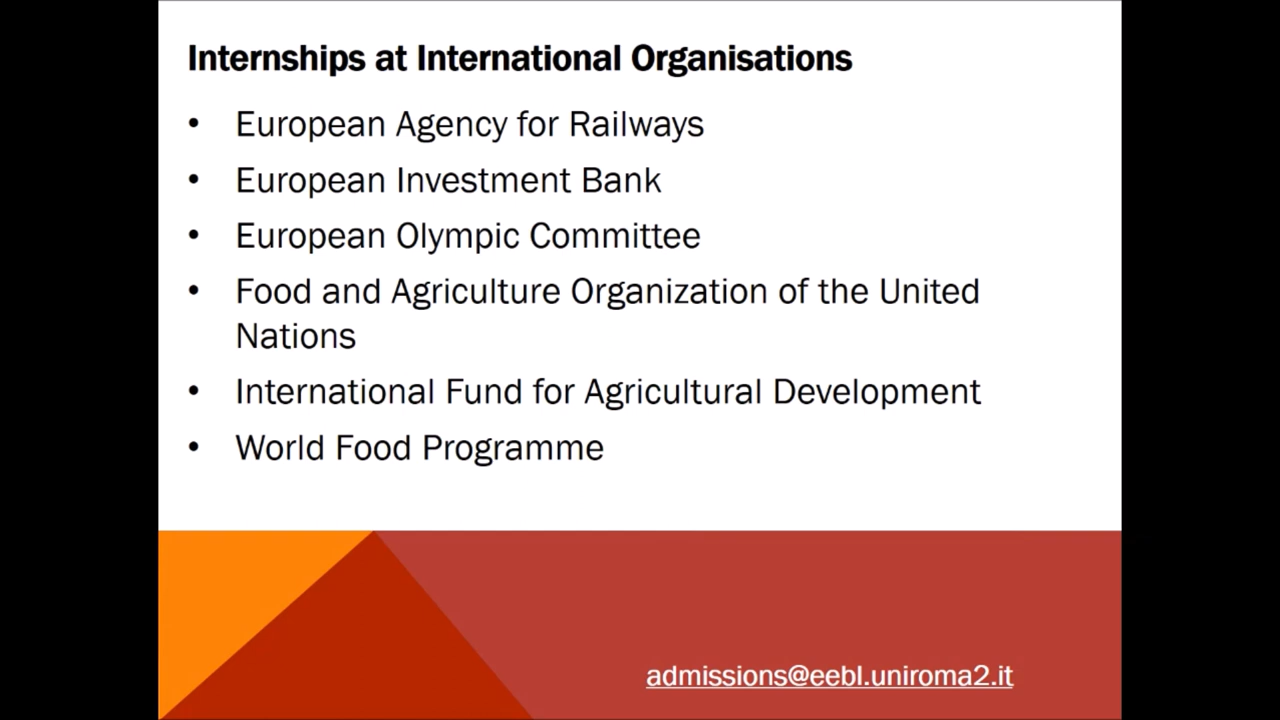 Internships at International Organisations
• European Agency for Railways
• European Investment Bank
• European Olympic Committee
• Food and Agriculture Organization of the United
Nations
• International Fund for Agricultural Development
• World Food Programme
admissions@eebl.uniroma2.it